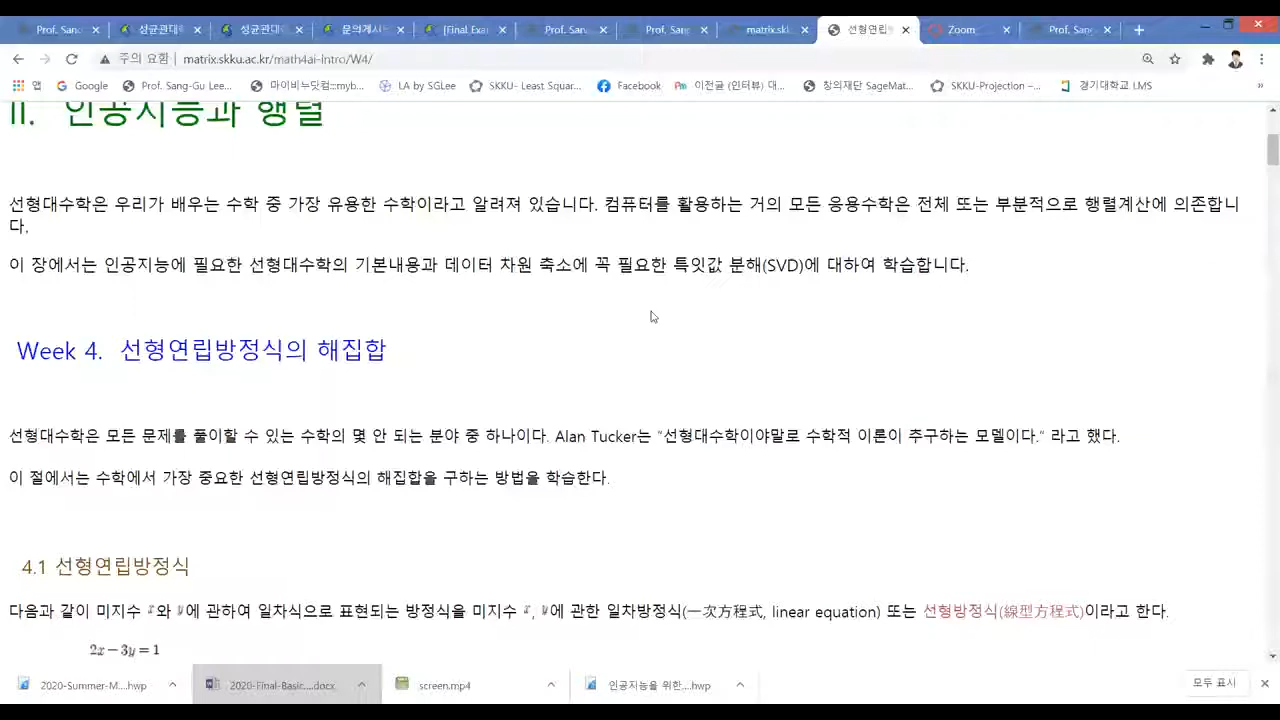 Prof. Sang
성균관대
성균관대
문의게시
[Final Exam
Prof. Sang
Prof. Sang
matrix.skk
선형연립방
Zoom
Prof. Sang
주의 요함 | matrix.skku.ac.kr/math4ai-intro/W4/
앱 Google Prof. Sang-Gu Lee... 마이비누닷컴:::myb... LA by SGLee SKKU- Least Squar... Facebook 이전글 (인터뷰) 대... 창의재단 SageMat... SKKU-Projection –... 경기대학교 LMS »
II. 인공지능과 행렬
선형대수학은 우리가 배우는 수학 중 가장 유용한 수학이라고 알려져 있습니다. 컴퓨터를 활용하는 거의 모든 응용수학은 전체 또는 부분적으로 행렬계산에 의존합니
다.
이 장에서는 인공지능에 필요한 선형대수학의 기본내용과 데이터 차원 축소에 꼭 필요한 특잇값 분해(SVD)에 대하여 학습합니다.
Week 4. 선형연립방정식의 해집합
선형대수학은 모든 문제를 풀이할 수 있는 수학의 몇 안 되는 분야 중 하나이다. Alan Tucker는 “선형대수학이야말로 수학적 이론이 추구하는 모델이다.“ 라고 했다.
이 절에서는 수학에서 가장 중요한 선형연립방정식의 해집합을 구하는 방법을 학습한다.
4.1 선형연립방정식
다음과 같이 미지수 x와 y에 관하여 일차식으로 표현되는 방정식을 미지수 x, y에 관한 일차방정식(一次方程式, linear equation) 또는 선형방정식(線型方程式)이라고 한다.
2x − 3y = 1
2020-Summer-M....hwp
2020-Final-Basic....docx
screen.mp4
인공지능을 위한....hwp
모두 표시